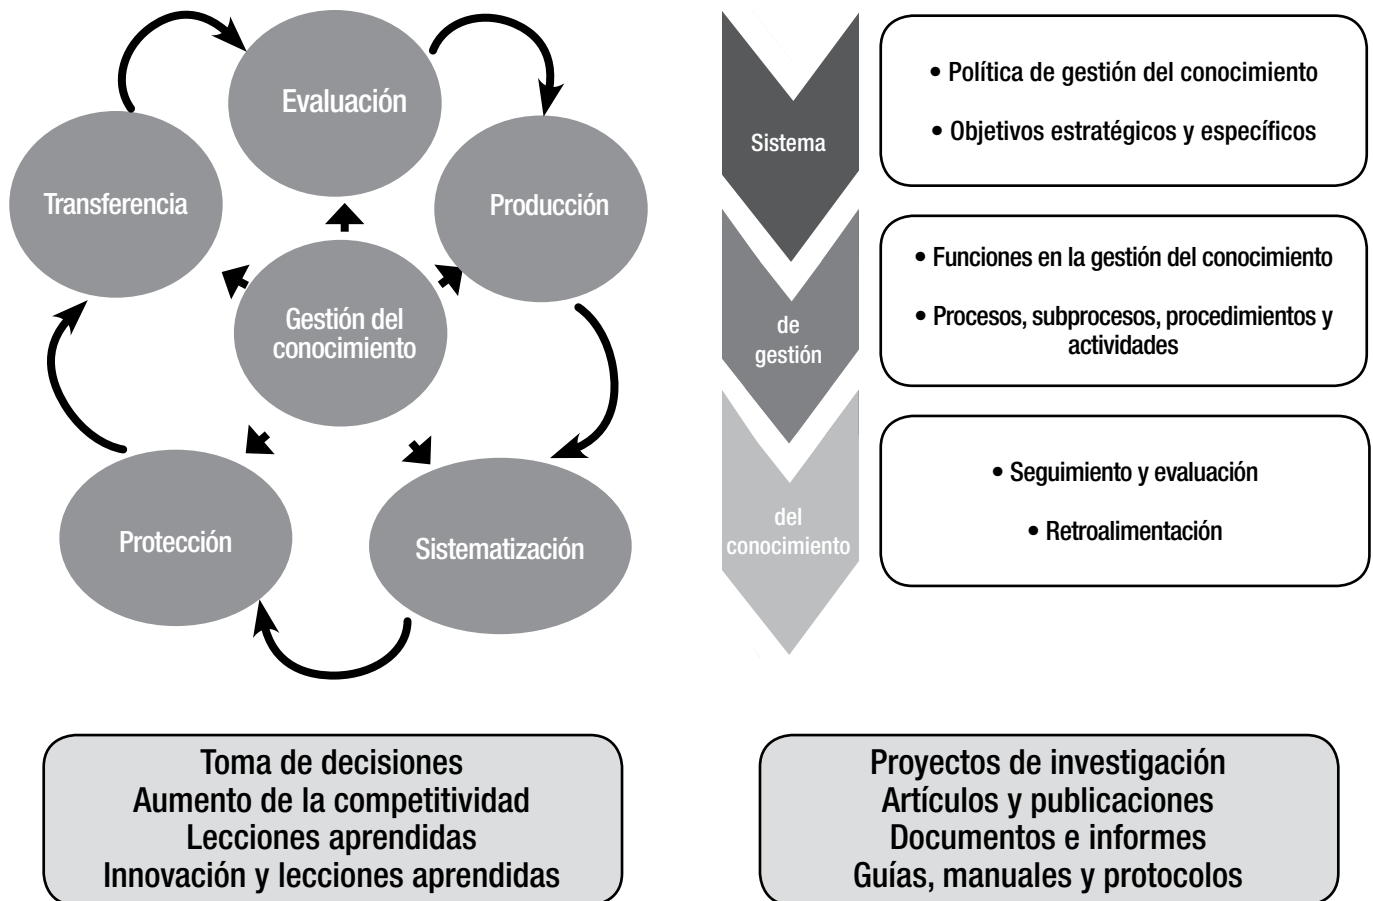 Evaluación
Transferencia
Producción
Gestión del
conocimiento
Protección
Sistematización
Sistema
• Política de gestión del conocimiento
• Objetivos estratégicos y específicos
de
gestión
• Funciones en la gestión del conocimiento
• Procesos, subprocesos, procedimientos y
actividades
del
conocimiento
• Seguimiento y evaluación
• Retroalimentación
Toma de decisiones
Aumento de la competitividad
Lecciones aprendidas
Innovación y lecciones aprendidas
Proyectos de investigación
Artículos y publicaciones
Documentos e informes
Guías, manuales y protocolos